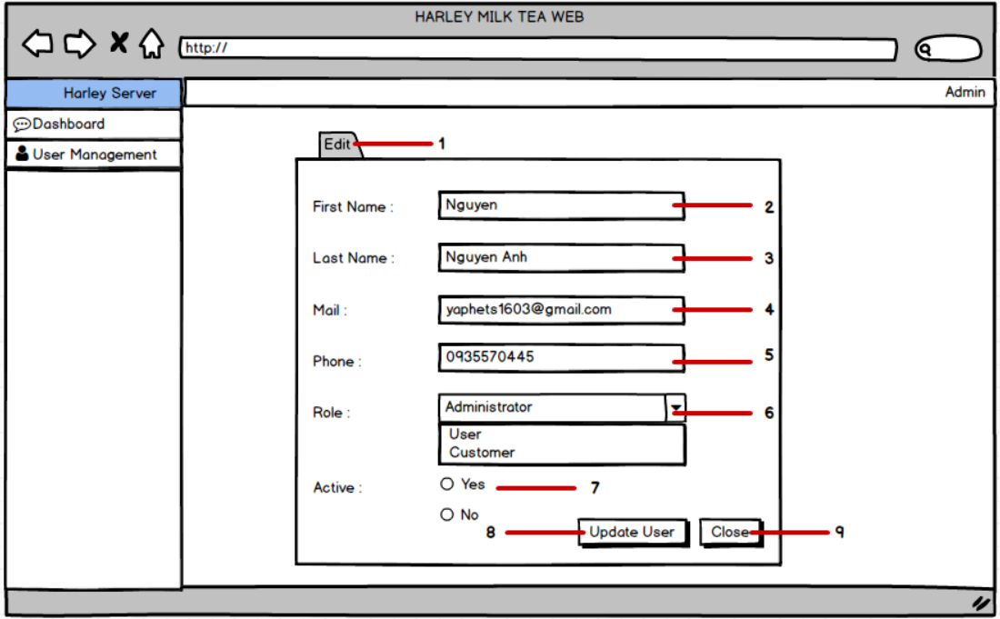 HARLEY MILK TEA WEB
http://
Harley Server
Admin
Dashboard
User Management
Edit 1
First Name : Nguyen 2
Last Name : Nguyen Anh 3
Mail : yaphets1603@gmail.com 4
Phone : 0935570445 5
Role : Administrator 6
User
Customer
Active : Yes 7
No
8 Update User Close 9